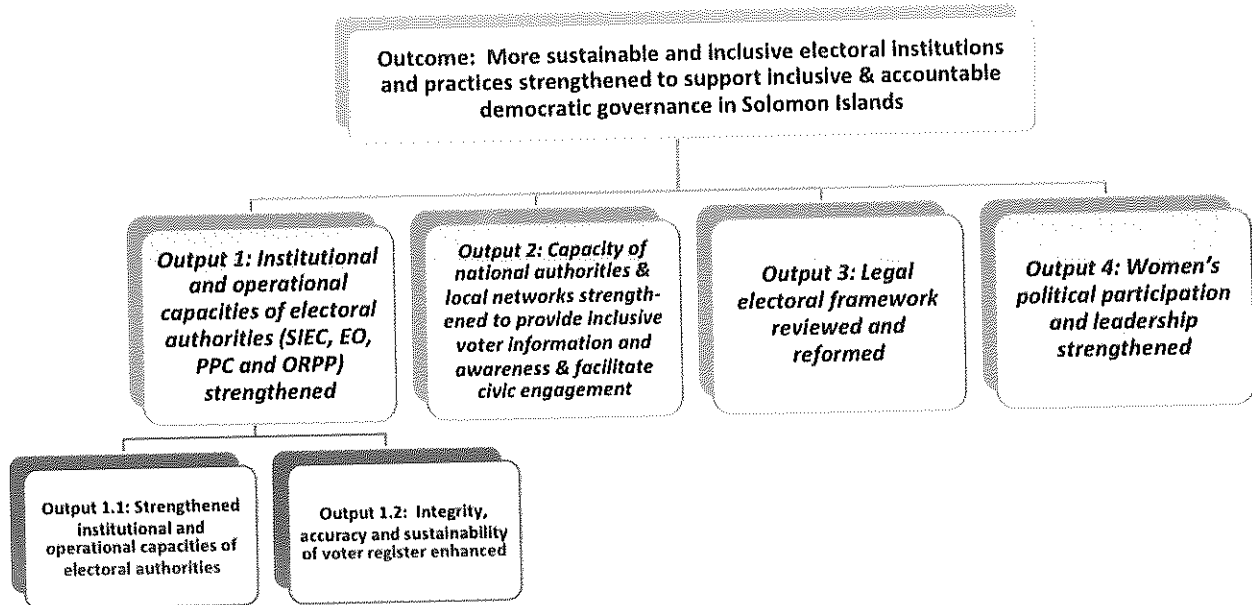 Outcome: More sustainable and inclusive electoral institutions
and practices strengthened to support inclusive & accountable
democratic governance in Solomon Islands
Output 1: Institutional
and operational
capacities of electoral
authorities (SIEC, EO,
PPC and ORPP)
strengthened
Output 2: Capacity of
national authorities &
local networks strength-
ened to provide inclusive
voter information and
awareness & facilitate
civic engagement
Output 3: Legal
electoral framework
reviewed and
reformed
Output 4: Women's
political participation
and leadership
strengthened
Output 1.1: Strengthened
institutional and
operational capacities of
electoral authorities
Output 1.2: Integrity,
accuracy and sustainability
of voter register enhanced